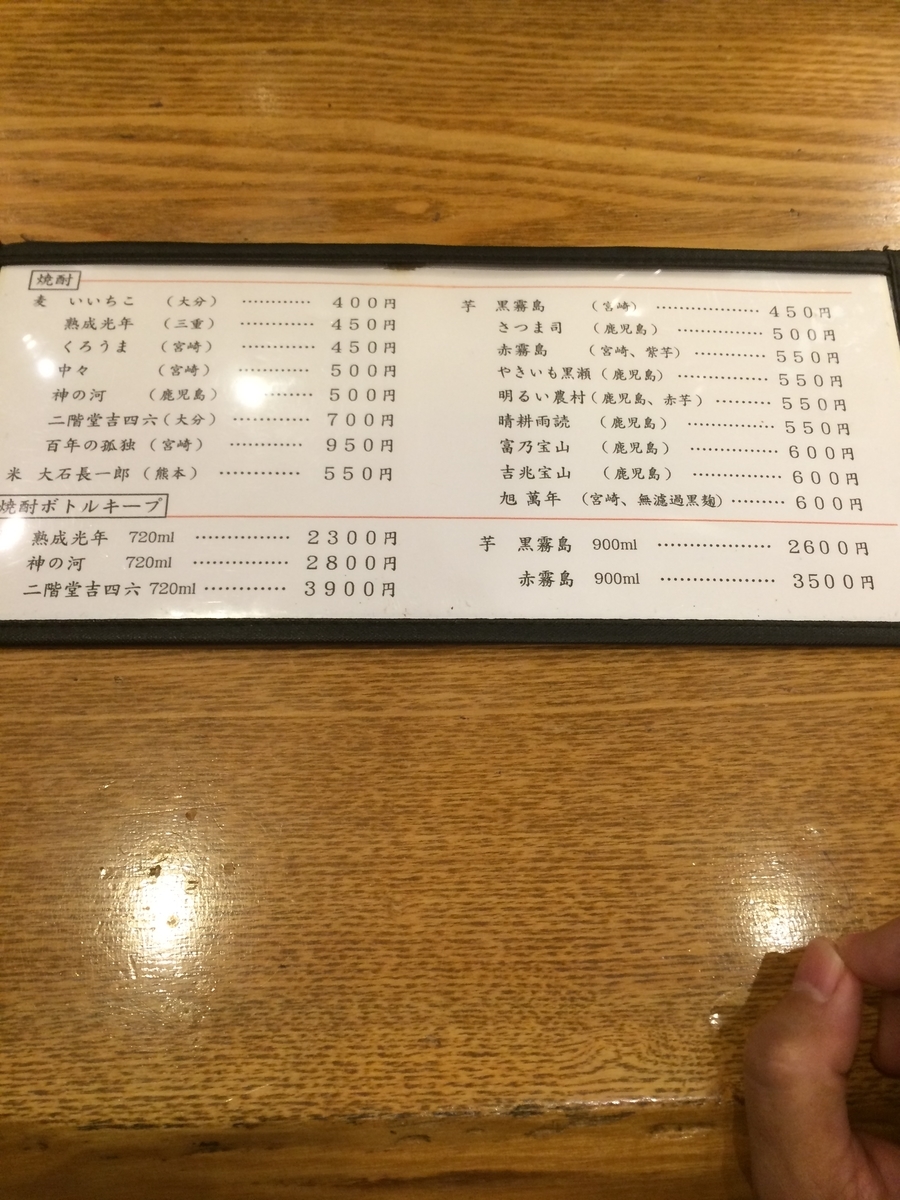 焼酎
麦 いいちこ (大分) ………… 400円
熟成光年 (三重) ………… 450円
くろうま (宮崎) ………… 450円
中々 (宮崎) ………… 500円
神の河 (鹿児島) ………… 500円
二階堂吉四六(大分) ………… 700円
百年の孤独 (宮崎) ………… 950円
米 大石長一郎 (熊本) ………… 550円
芋 黒霧島 (宮崎) ………… 450円
さつま司 (鹿児島) ………… 500円
赤霧島 (宮崎、紫芋) ………… 550円
やきいも黒瀬 (鹿児島) ………… 550円
明るい農村(鹿児島、赤芋) ………… 550円
晴耕雨読 (鹿児島) ………… 550円
富乃宝山 (鹿児島) ………… 600円
吉兆宝山 (鹿児島) ………… 600円
旭 萬年 (宮崎、無濾過黒麹) ……… 600円
焼酎ボトルキープ
熟成光年 720ml ………… 2300円
神の河 720ml ………… 2800円
二階堂吉四六 720ml ………… 3900円
芋 黒霧島 900ml ………… 2600円
赤霧島 900ml ………… 3500円